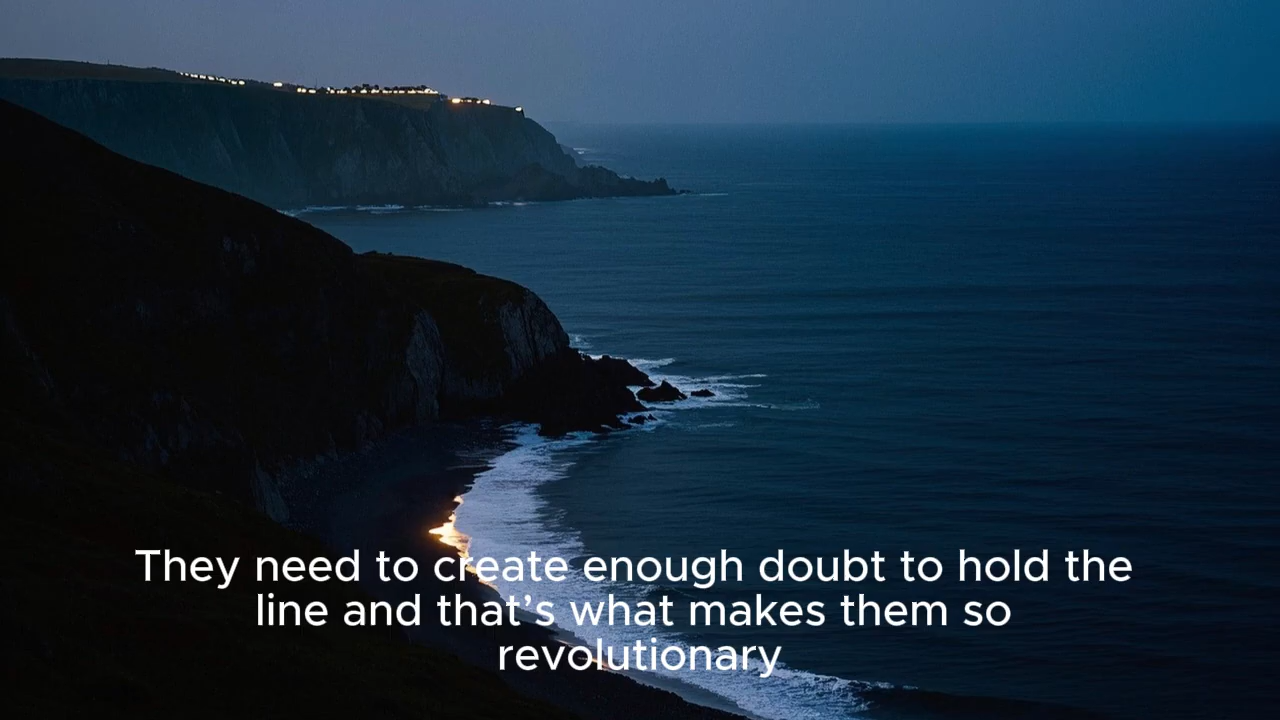 They need to create enough doubt to hold the
line and that’s what makes them so
revolutionary